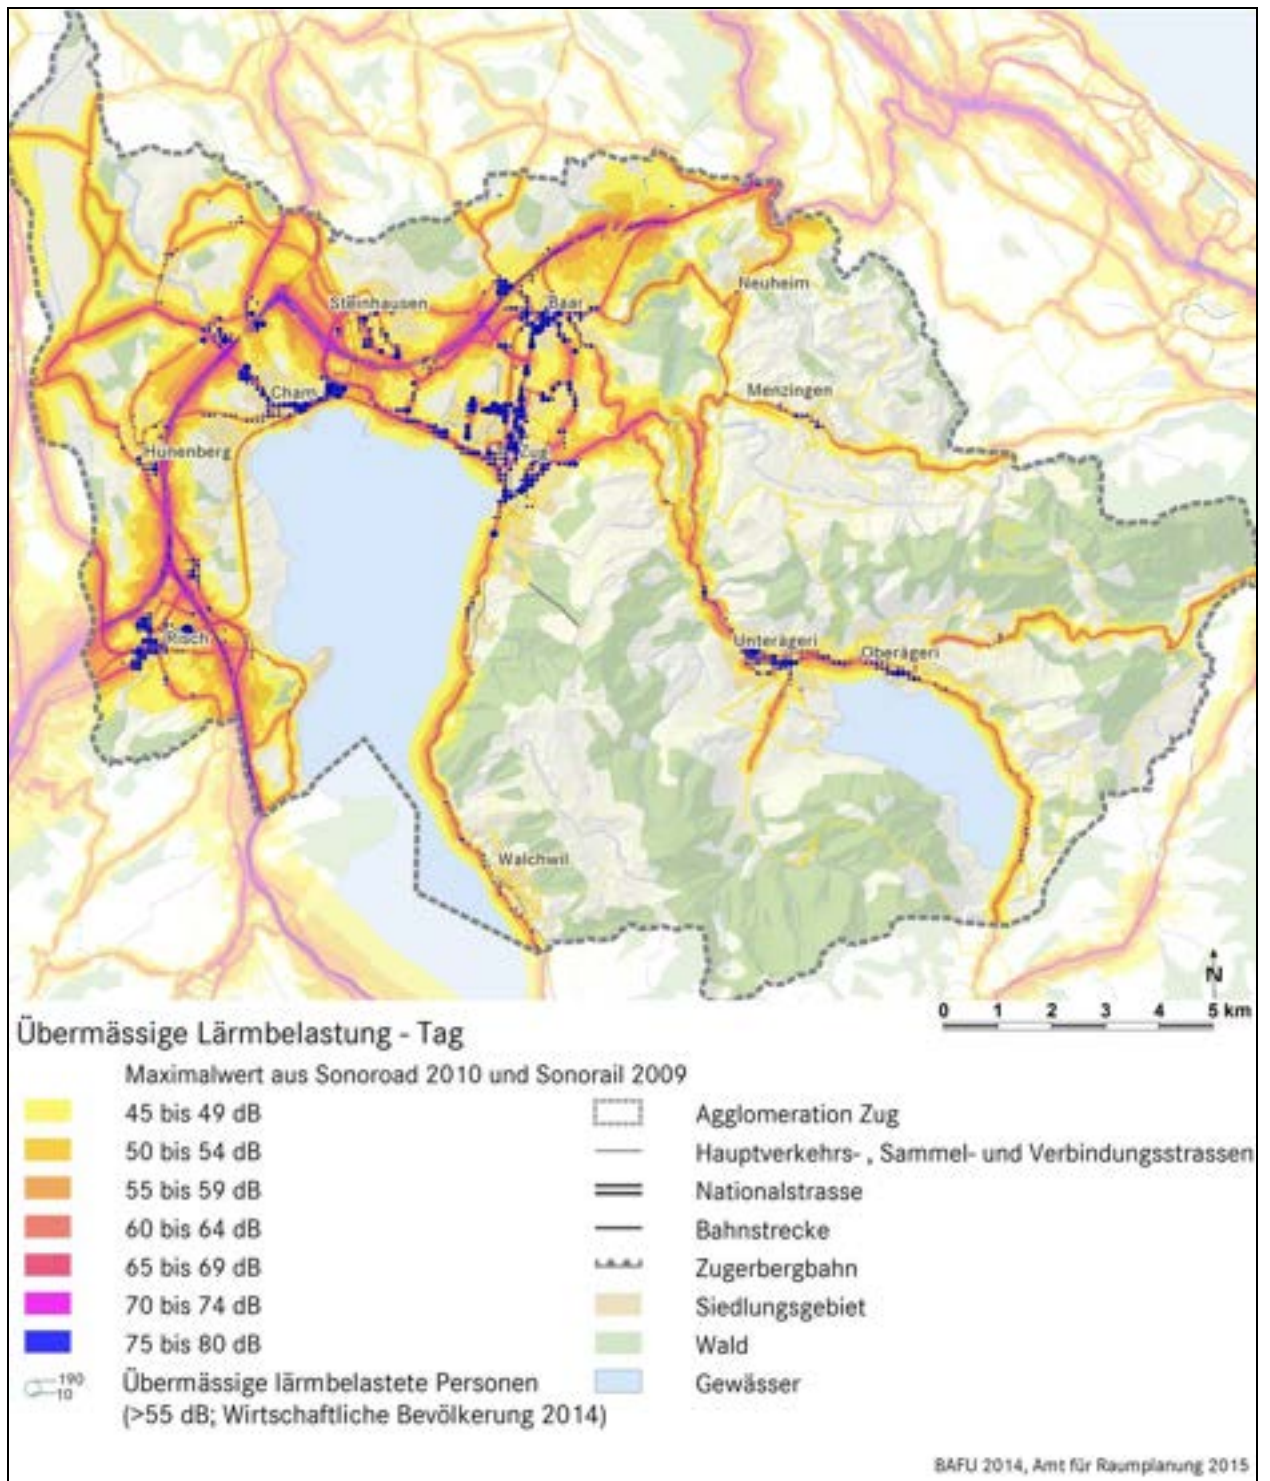 Neuheim
Steinhausen
Baar
Menzingen
Cham
Hünenberg
Zug
Risch
Unterägeri
Oberägeri
Walchwil
N
0 1 2 3 4 5 km
Übermässige Lärmbelastung - Tag
Maximalwert aus Sonoroad 2010 und Sonorail 2009
45 bis 49 dB
50 bis 54 dB
55 bis 59 dB
60 bis 64 dB
65 bis 69 dB
70 bis 74 dB
75 bis 80 dB
190
10
Übermässige lärmbelastete Personen
(>55 dB; Wirtschaftliche Bevölkerung 2014)
Agglomeration Zug
Hauptverkehrs- , Sammel- und Verbindungsstrassen
Nationalstrasse
Bahnstrecke
Zugerbergbahn
Siedlungsgebiet
Wald
Gewässer
BAFU 2014, Amt für Raumplanung 2015